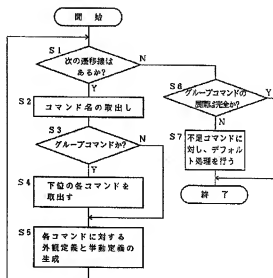 開始
S1
次の遷移線は
あるか?
N
Y
S2
コマンド名の取出し
S3
グループコマンドか?
N
Y
S4
下位の各コマンドを
取出す
S5
各コマンドに対する
外観定義と挙動定義の
生成
S6
グループコマンドの
展開は完全か?
Y
N
S7
不足コマンドに
対し、デフォル
ト処理を行う
終了